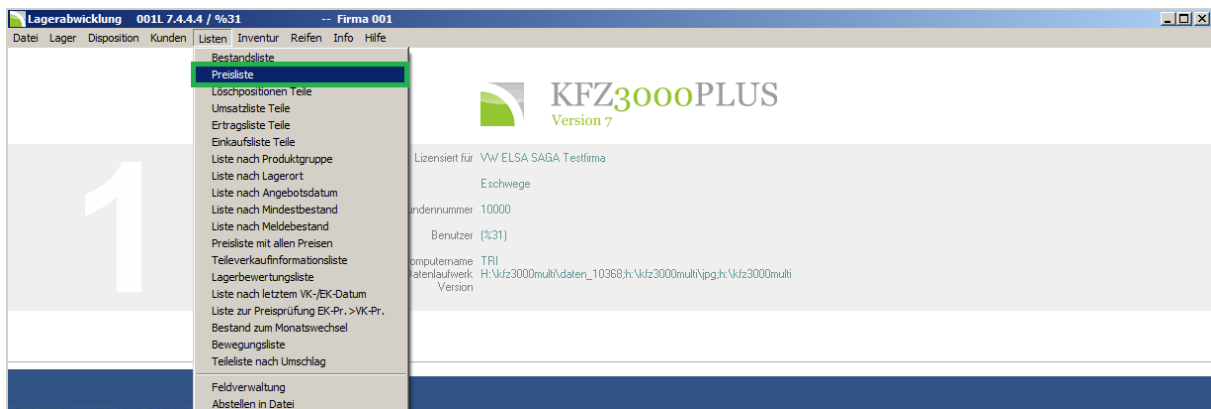 Lagerabwicklung 001L 7.4.4.4 / %31 -- Firma 001
Datei Lager Disposition Kunden Listen Inventur Reifen Info Hilfe
Bestandsliste
Preisliste
Löschpositionen Teile
Umsatzliste Teile
Ertragsliste Teile
Einkaufsliste Teile
Liste nach Produktgruppe
Liste nach Lagerort
Liste nach Angebotsdatum
Liste nach Mindestbestand
Liste nach Meldebestand
Preisliste mit allen Preisen
Teileverkaufinformationsliste
Lagerbewertungsliste
Liste nach letztem VK-/EK-Datum
Liste zur Preisprüfung EK-Pr.>VK-Pr.
Bestand zum Monatswechsel
Bewegungsliste
Teileliste nach Umschlag
Feldverwaltung
Abstellen in Datei
KFZ3000PLUS
Version 7
1
Lizensiert für VW ELSA SAGA Testfirma
Eschwege
undennummer 10000
Benutzer (%31)
omputername TRI
atenlaufwerk H:\kfz3000multi\daten_10368;h:\kfz3000multi\jpg;h:\kfz3000multi
Version